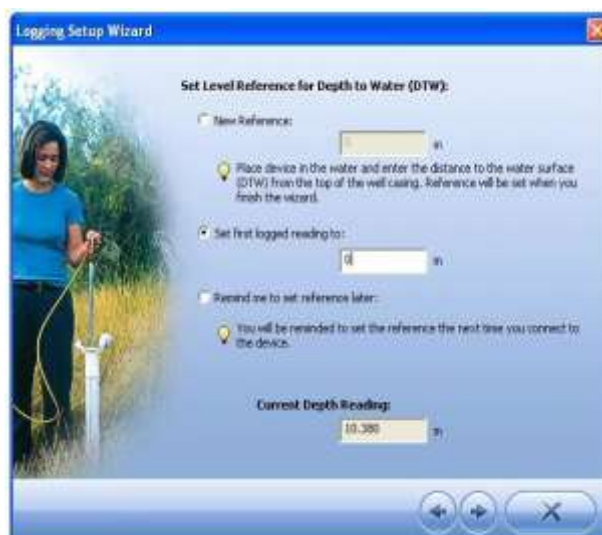 Logging Setup Wizard
Set Level Reference for Depth to Water (DTW):
New Reference:
0 m
Place device in the water and enter the distance to the water surface
(DTW) from the top of the well casing. Reference will be set when you
finish the wizard.
Set first logged reading to:
0 m
Remind me to set reference later:
You will be reminded to set the reference the next time you connect to
the device.
Current Depth Reading:
10.380 m